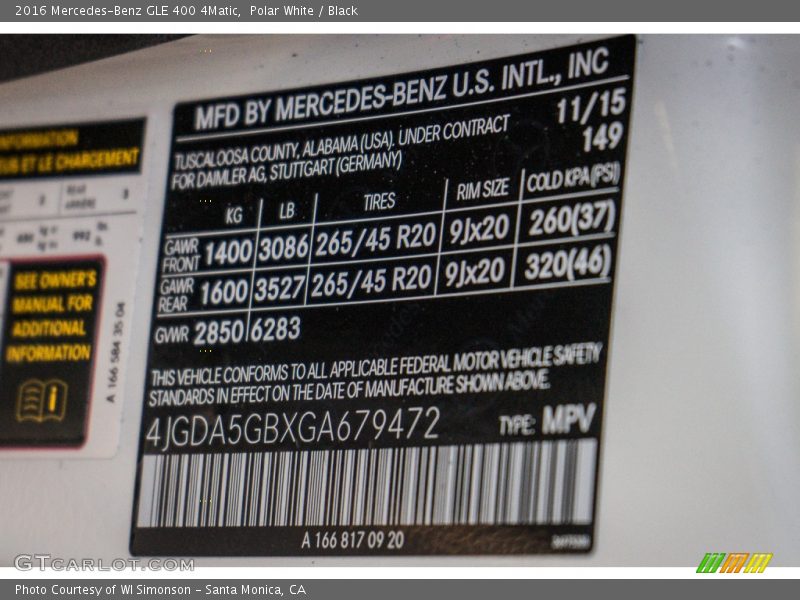 2016 Mercedes-Benz GLE 400 4Matic,  Polar White / Black
MFD BY MERCEDES-BENZ U.S. INTL., INC
TUSCALOOSA COUNTY, ALABAMA (USA). UNDER CONTRACT
FOR DAIMLER AG, STUTTGART (GERMANY)
11/15
149
KG LB TIRES RIM SIZE COLD KPA(PSI)
GAWR FRONT 1400 3086 265/45 R20 9Jx20 260(37)
GAWR REAR 1600 3527 265/45 R20 9Jx20 320(46)
GVWR 2850 6283
THIS VEHICLE CONFORMS TO ALL APPLICABLE FEDERAL MOTOR VEHICLE SAFETY
STANDARDS IN EFFECT ON THE DATE OF MANUFACTURE SHOWN ABOVE.
4JGDA5GBXGA679472 TYPE: MPV
A 166 817 09 20
INFORMATION
ET LE CHARGEMENT
SEE OWNER'S
MANUAL FOR
ADDITIONAL
INFORMATION
A 166 584 35 04
GTCARLOT.COM
Photo Courtesy of WI Simonson – Santa Monica, CA